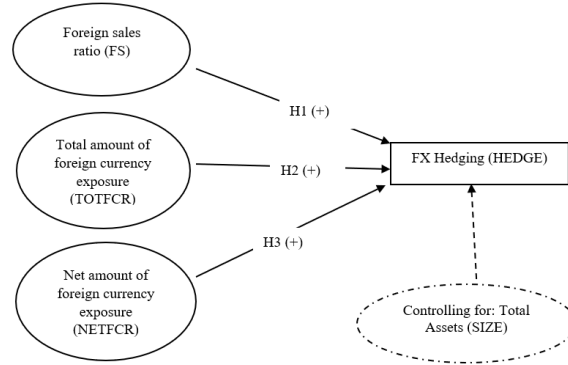 Foreign sales
ratio (FS)
H1 (+)
Total amount of
foreign currency
exposure
(TOTFCR)
H2 (+)
FX Hedging (HEDGE)
H3 (+)
Net amount of
foreign currency
exposure
(NETFCR)
Controlling for: Total
Assets (SIZE)